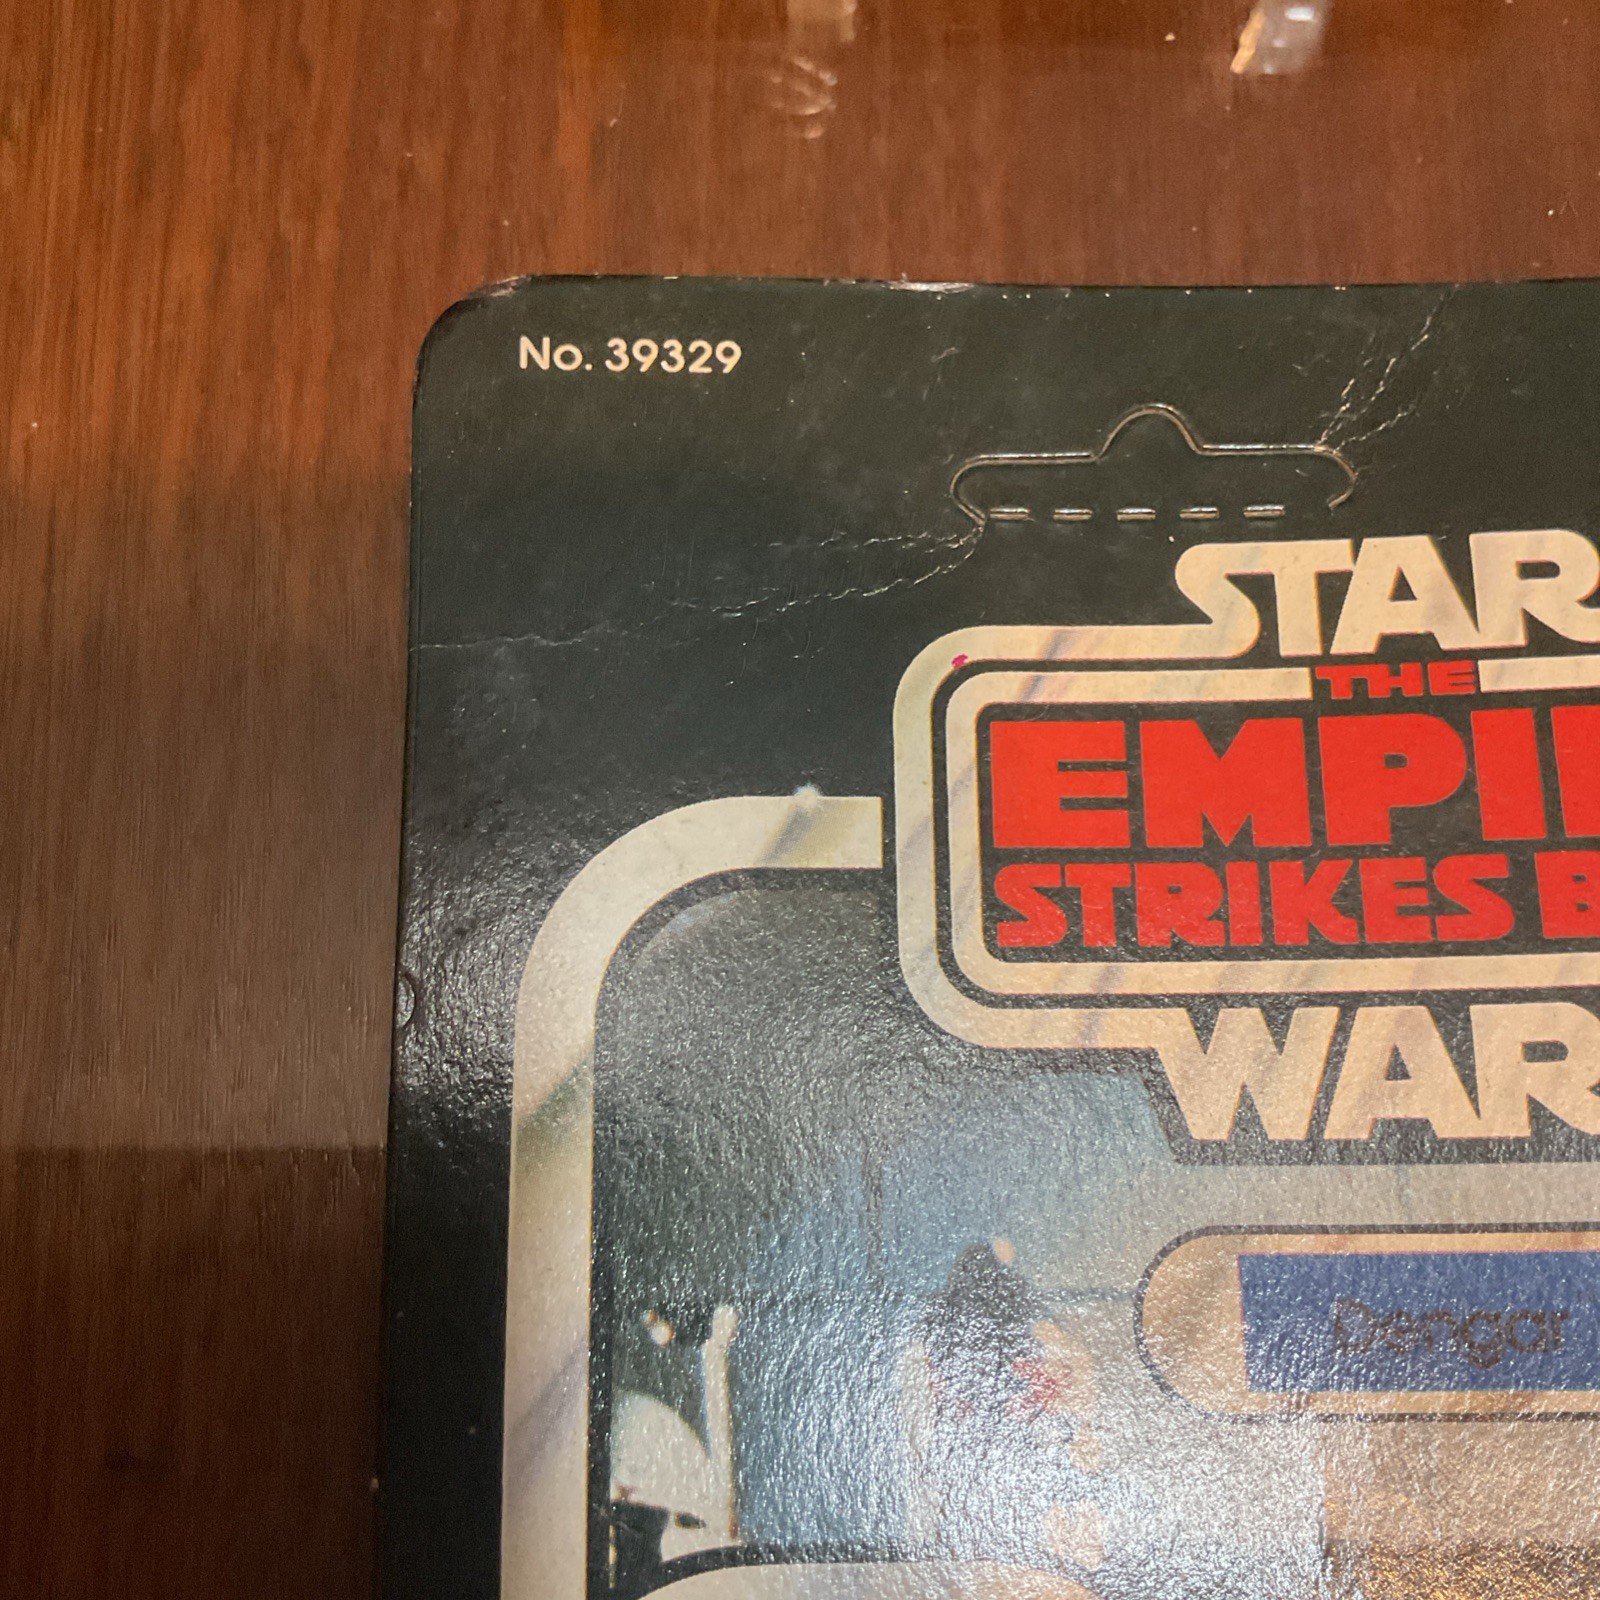 No. 39329
STAR
THE
EMPI
STRIKES B
WAR
Dengar